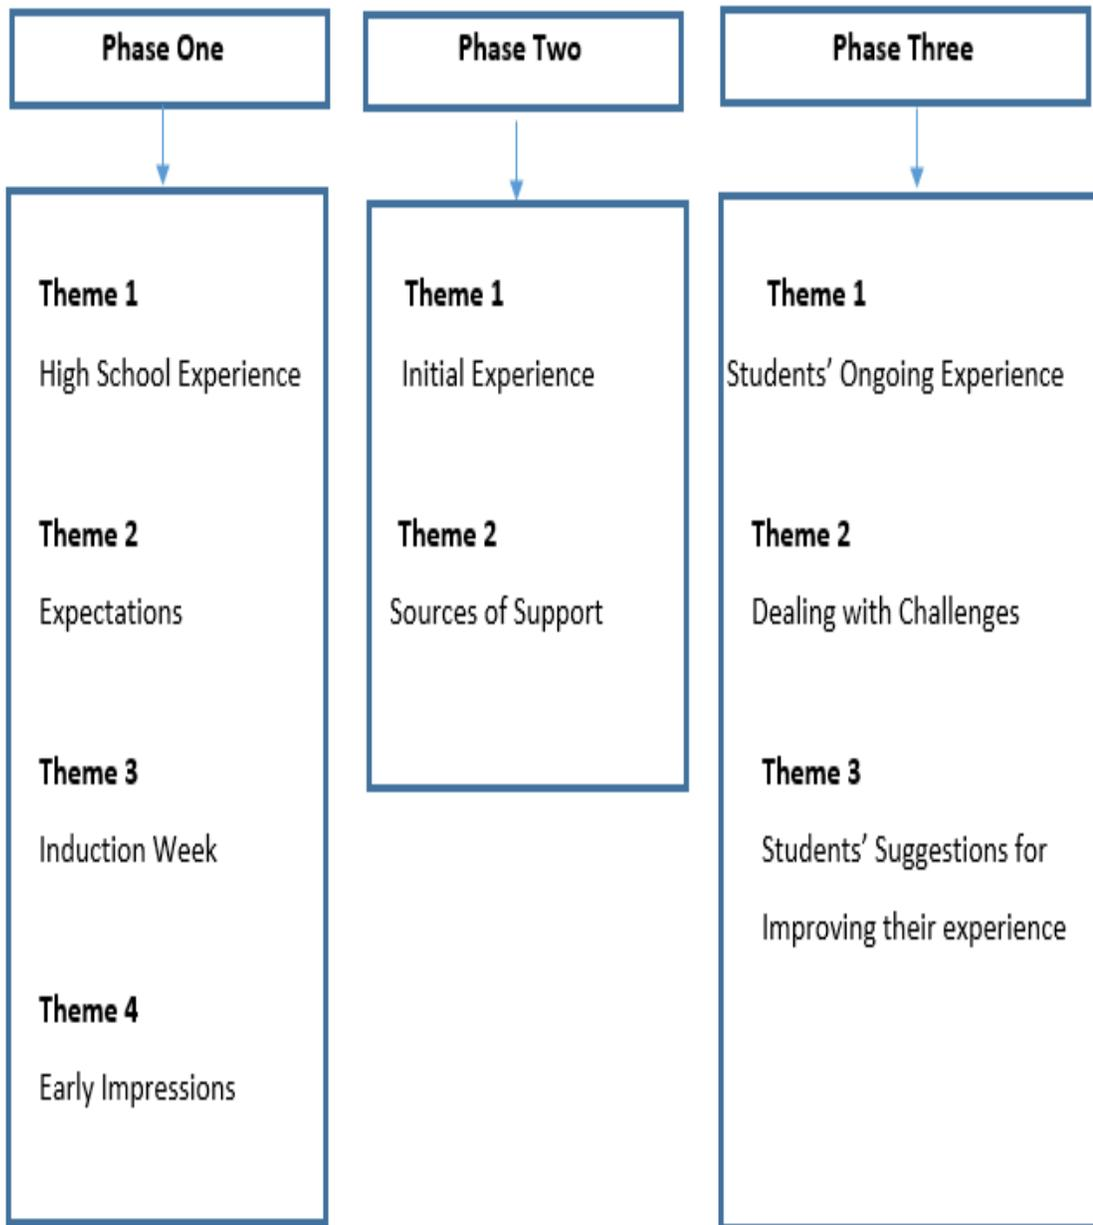 Phase One
Theme 1
High School Experience
Theme 2
Expectations
Theme 3
Induction Week
Theme 4
Early Impressions
Phase Two
Theme 1
Initial Experience
Theme 2
Sources of Support
Phase Three
Theme 1
Students’ Ongoing Experience
Theme 2
Dealing with Challenges
Theme 3
Students’ Suggestions for
Improving their experience